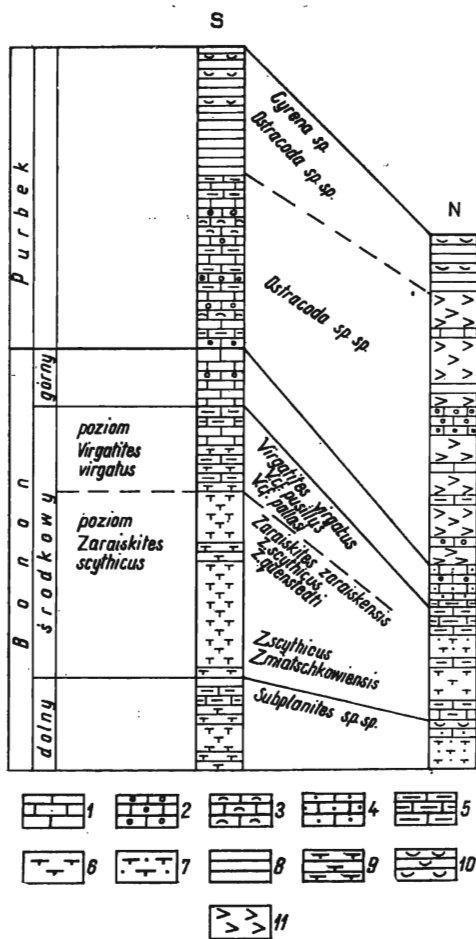 S
N
Purbek
Bonon
górny
środkowy
dolny
poziom
Virgatites
virgatus
poziom
Zaraiskites
scythicus
Cyrena sp.
Ostracoda sp.sp.
Ostracoda sp.sp.
Virgatites virgatus
V.cf. pusillus
V.cf. pallasi
Zaraiskites zaraiskensis
Z.scythicus
Z.quenstedti
Z.scythicus
Z.miatschkowiensis
Subplanites sp.sp.
1
2
3
4
5
6
7
8
9
10
11